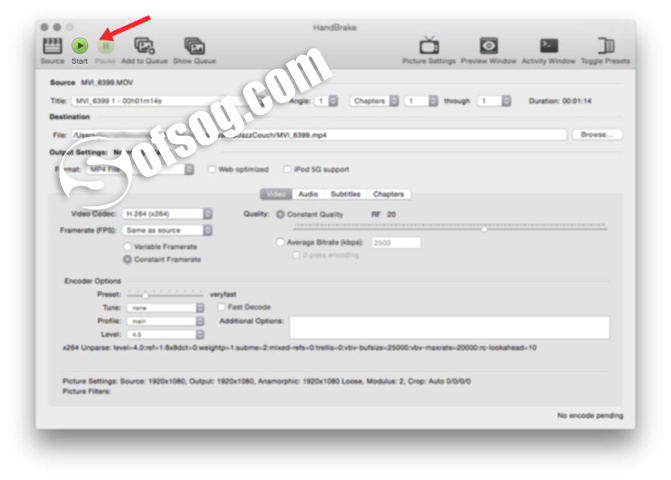 HandBrake
Source Start Pause Add to Queue Show Queue Picture Settings Preview Window Activity Window Toggle Presets
Source MVI_6399.MOV
Title: MVI_6399 1 - 00h01m14s Angle: 1 Chapters 1 through 1 Duration: 00:01:14
Destination
File: /Users/ JazzCouch/MVI_6399.mp4 Browse...
Output Settings:
Format: MP4 File Web optimized iPod 5G support
Sofsog.com
Video Audio Subtitles Chapters
Video Codec: H.264 (x264) Quality: Constant Quality RF 20
Framerate (FPS): Same as source
Average Bitrate (kbps): 2500
Variable Framerate
2-pass encoding
Constant Framerate
Encoder Options
Preset: veryfast
Tune: none Fast Decode
Profile: main Additional Options:
Level: 4.0
x264 Unparse: level=4.0:ref=1:8x8dct=0:weightp=1:subme=2:mixed-refs=0:trellis=0:vbv-bufsize=25000:vbv-maxrate=20000:rc-lookahead=10
Picture Settings: Source: 1920x1080, Output: 1920x1080, Anamorphic: 1920x1080 Loose, Modulus: 2, Crop: Auto 0/0/0/0
Picture Filters:
No encode pending